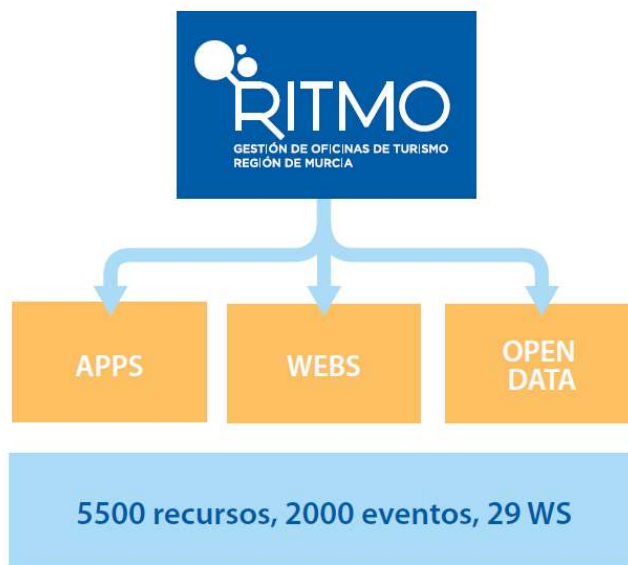 RITMO
GESTIÓN DE OFICINAS DE TURISMO
REGIÓN DE MURCIA
APPS
WEBS
OPEN
DATA
5500 recursos, 2000 eventos, 29 WS